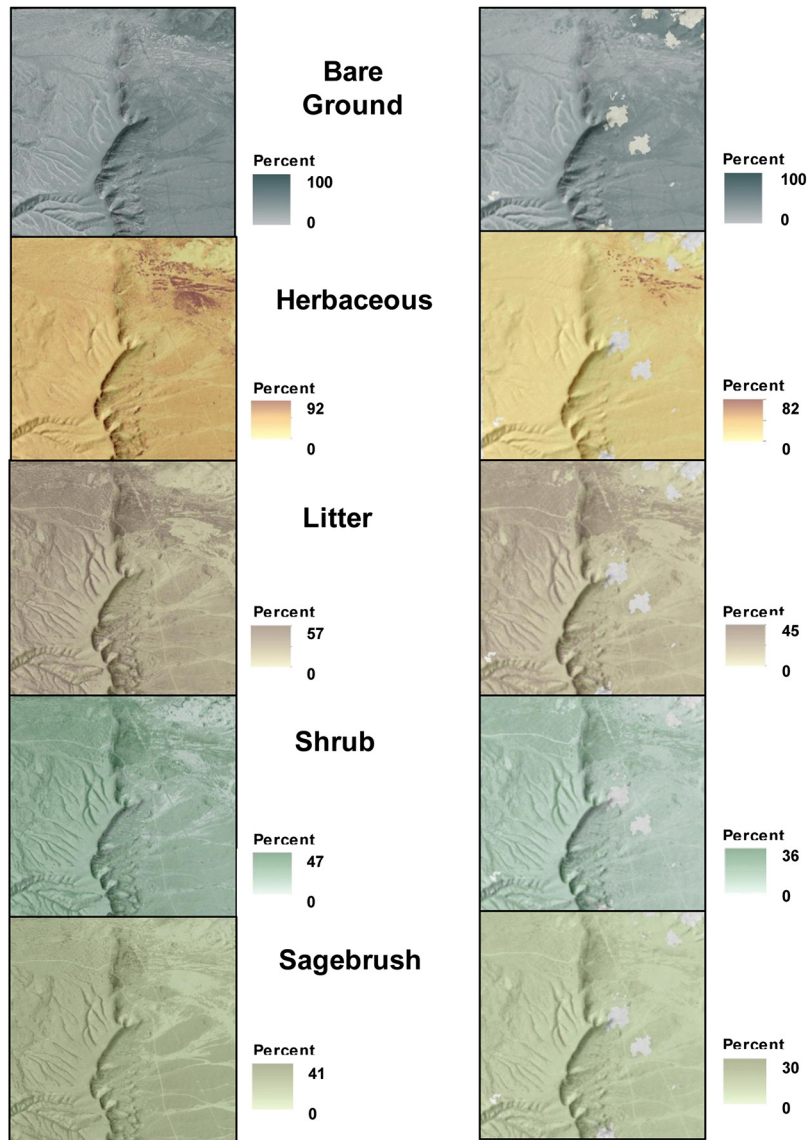 Bare
Ground
Percent
100
0
Percent
100
0
Herbaceous
Percent
92
0
Percent
82
0
Litter
Percent
57
0
Percent
45
0
Shrub
Percent
47
0
Percent
36
0
Sagebrush
Percent
41
0
Percent
30
0